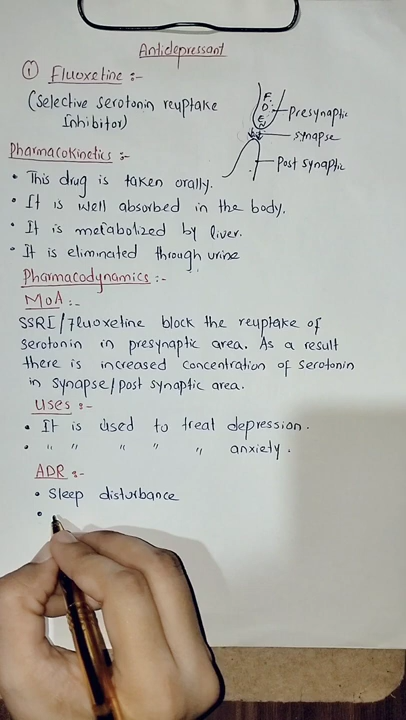 Antidepressant
① Fluoxetine :-
(Selective serotonin reuptake
Inhibitor)
Presynaptic
synapse
Post synaptic
Pharmacokinetics :-
• This drug is taken orally.
• It is well absorbed in the body.
• It is metabolized by liver.
• It is eliminated through urine
Pharmacodynamics :-
MOA :-
SSRI/Fluoxetine block the reuptake of
serotonin in presynaptic area. As a result
there is increased concentration of serotonin
in synapse/post synaptic area.
Uses :-
• It is used to treat depression.
• " " " " " anxiety.
ADR :-
• Sleep disturbance
•